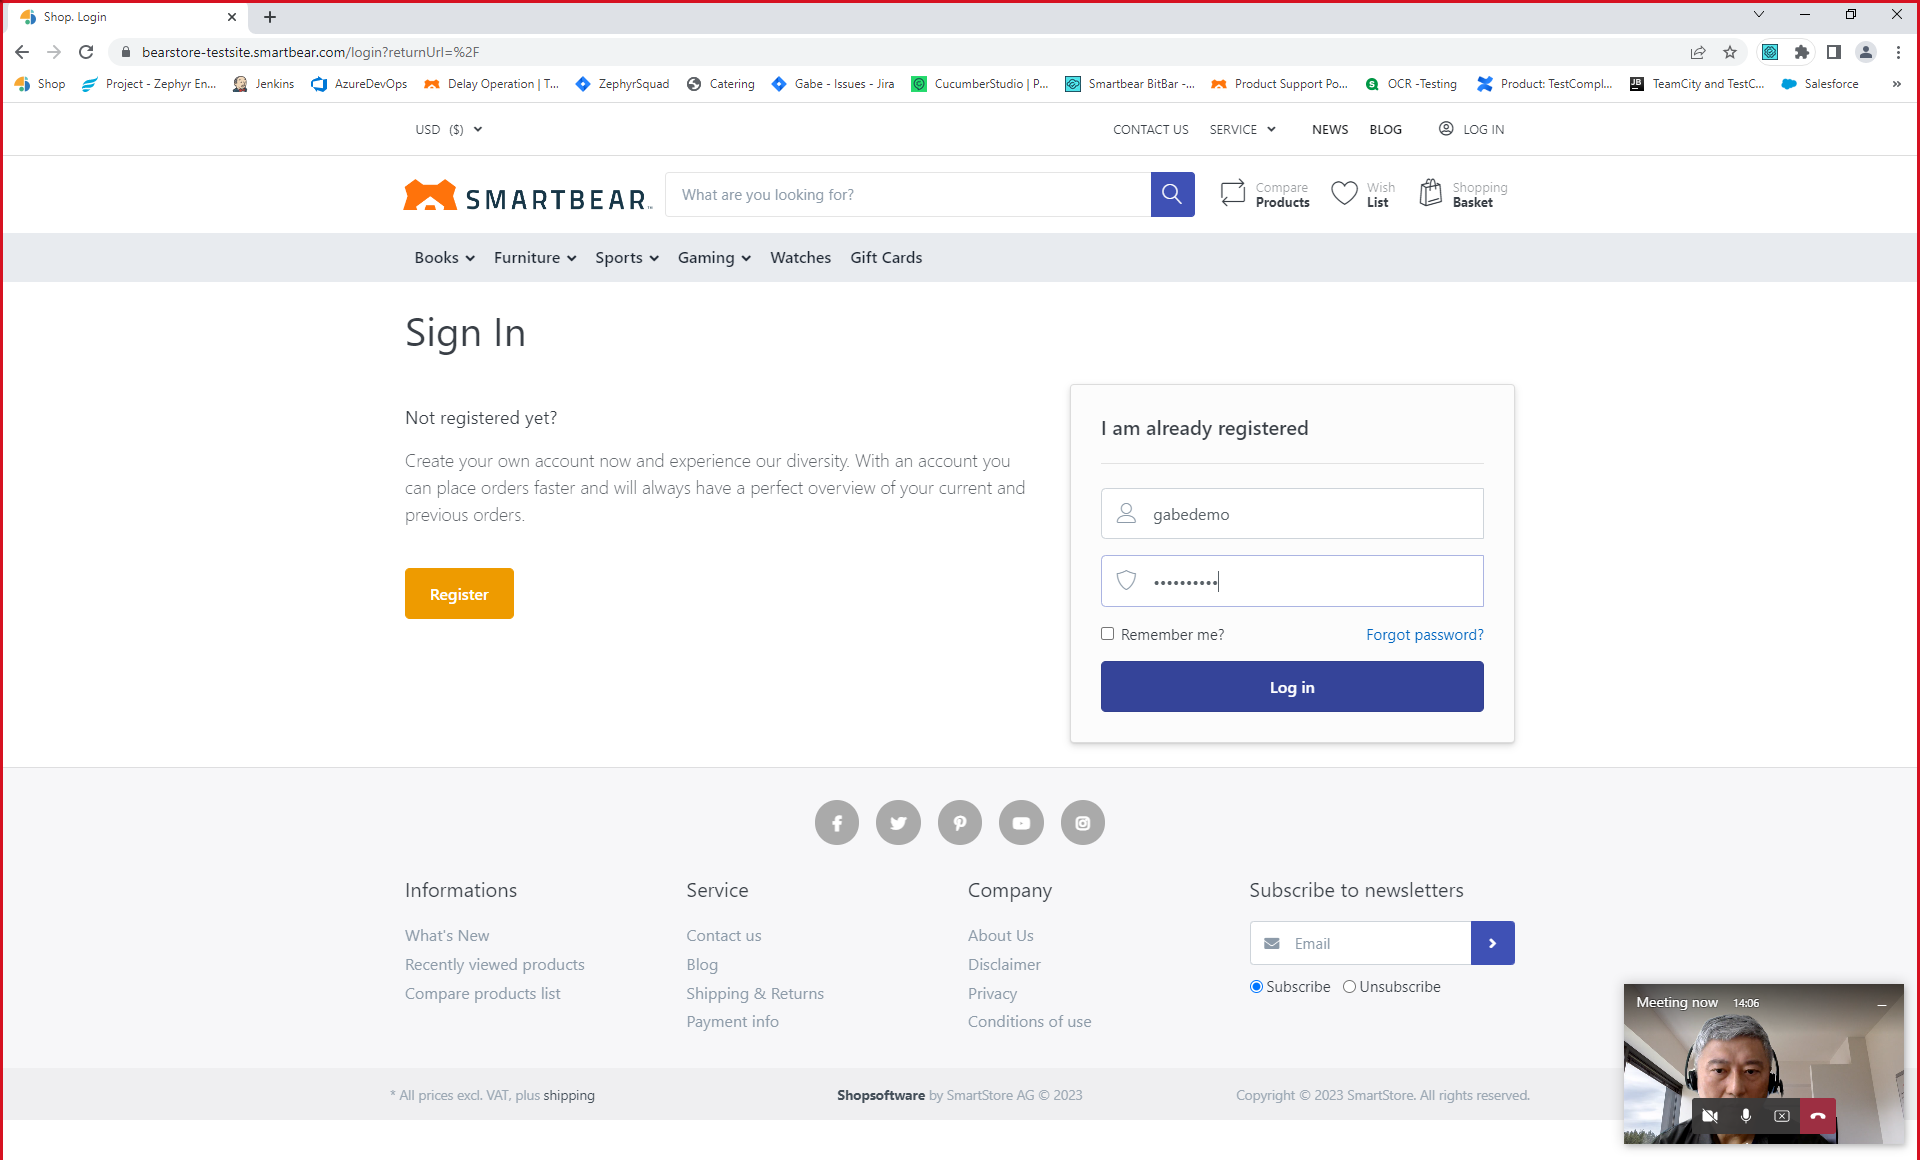 Shop. Login
bearstore-testsite.smartbear.com/login?returnUrl=%2F
Shop
Project - Zephyr En...
Jenkins
AzureDevOps
Delay Operation | T...
ZephyrSquad
Catering
Gabe - Issues - Jira
CucumberStudio | P...
Smartbear BitBar -...
Product Support Po...
OCR -Testing
Product: TestCompl...
TeamCity and TestC...
Salesforce
»
USD ($)
CONTACT US
SERVICE
NEWS
BLOG
LOG IN
SMARTBEAR™
What are you looking for?
Compare
Products
Wish
List
Shopping
Basket
Books
Furniture
Sports
Gaming
Watches
Gift Cards
Sign In
Not registered yet?
Create your own account now and experience our diversity. With an account you
can place orders faster and will always have a perfect overview of your current and
previous orders.
Register
I am already registered
gabedemo
••••••••••
Remember me?
Forgot password?
Log in
Informations
What's New
Recently viewed products
Compare products list
Service
Contact us
Blog
Shipping & Returns
Payment info
Company
About Us
Disclaimer
Privacy
Conditions of use
Subscribe to newsletters
Email
Subscribe
Unsubscribe
Meeting now 14:06
* All prices excl. VAT, plus shipping
Shopsoftware by SmartStore AG © 2023
Copyright © 2023 SmartStore. All rights reserved.